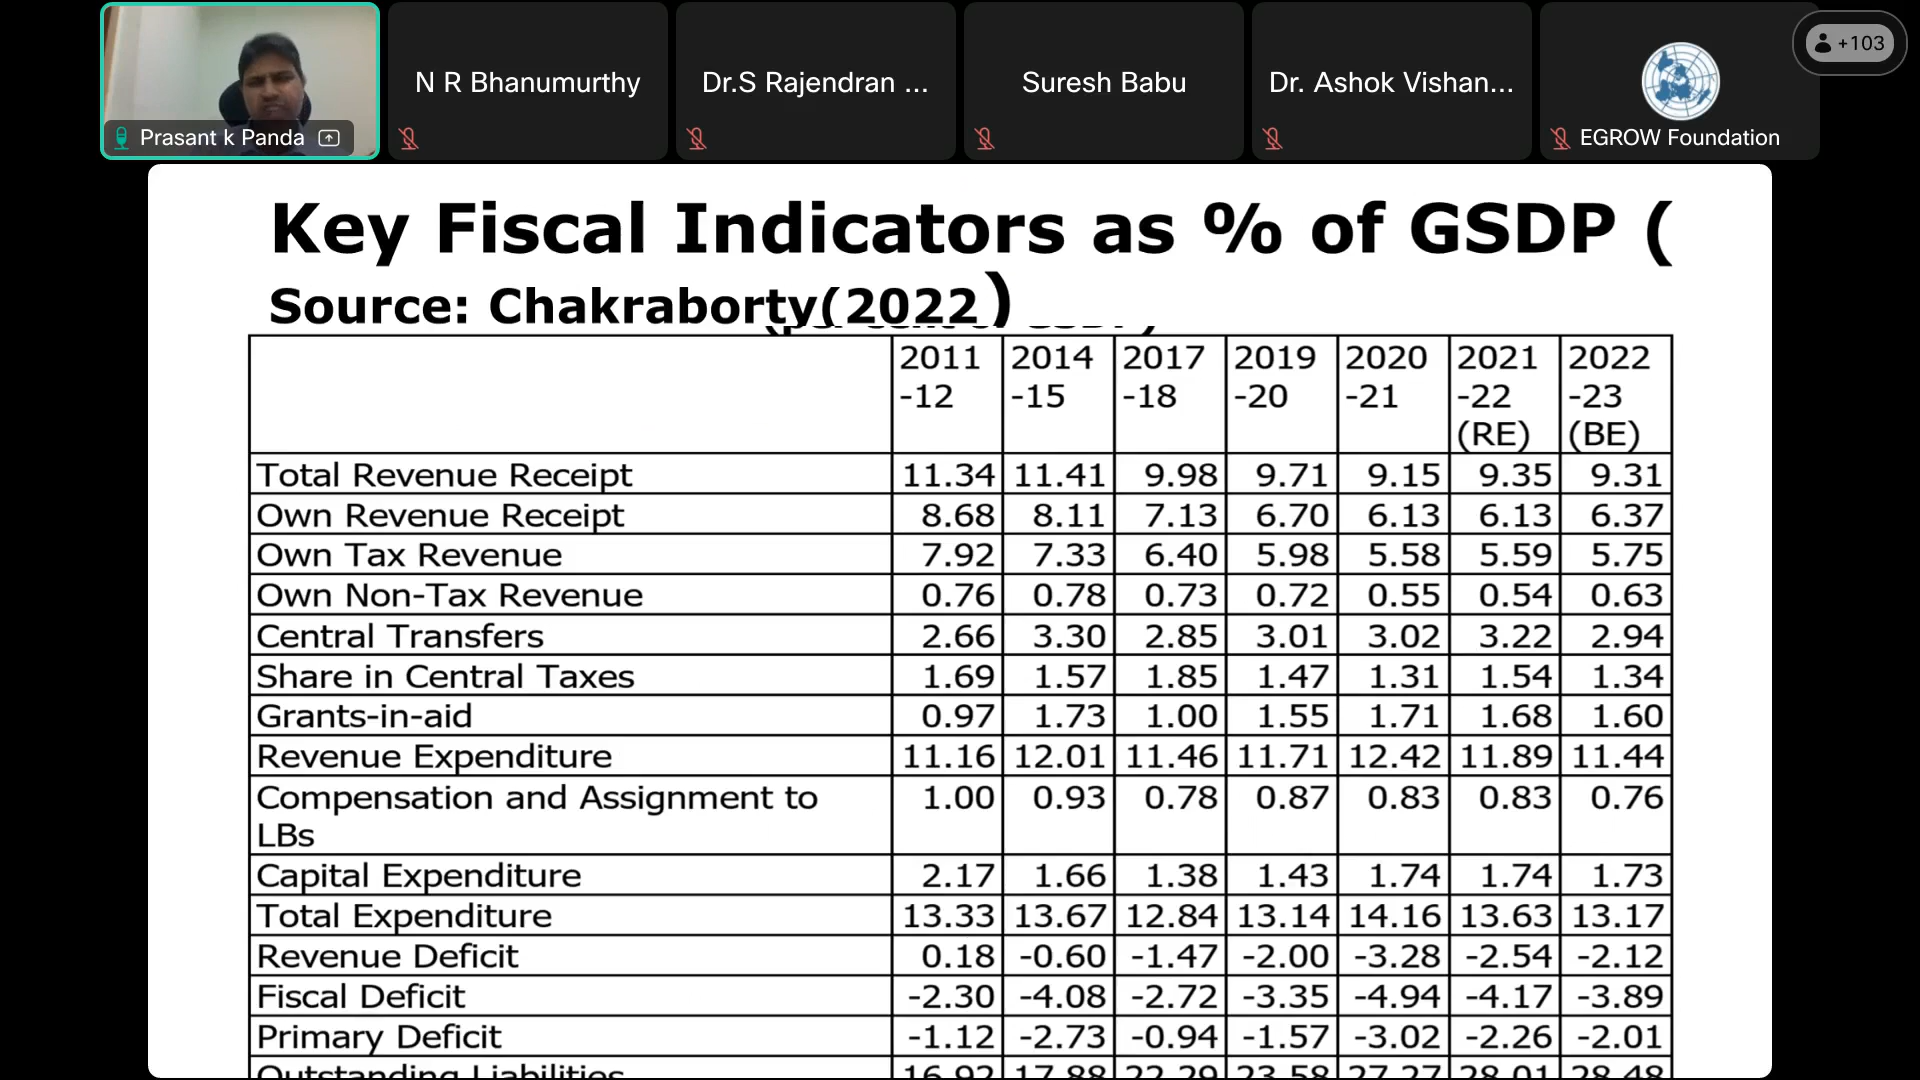 N R Bhanumurthy
Dr.S Rajendran ...
Suresh Babu
Dr. Ashok Vishan...
+103
Prasant k Panda
EGROW Foundation
Key Fiscal Indicators as % of GSDP (
Source: Chakraborty(2022)
2011 2014 2017 2019 2020 2021 2022
-12 -15 -18 -20 -21 -22 -23
(RE) (BE)
Total Revenue Receipt 11.34 11.41 9.98 9.71 9.15 9.35 9.31
Own Revenue Receipt 8.68 8.11 7.13 6.70 6.13 6.13 6.37
Own Tax Revenue 7.92 7.33 6.40 5.98 5.58 5.59 5.75
Own Non-Tax Revenue 0.76 0.78 0.73 0.72 0.55 0.54 0.63
Central Transfers 2.66 3.30 2.85 3.01 3.02 3.22 2.94
Share in Central Taxes 1.69 1.57 1.85 1.47 1.31 1.54 1.34
Grants-in-aid 0.97 1.73 1.00 1.55 1.71 1.68 1.60
Revenue Expenditure 11.16 12.01 11.46 11.71 12.42 11.89 11.44
Compensation and Assignment to 1.00 0.93 0.78 0.87 0.83 0.83 0.76
LBs
Capital Expenditure 2.17 1.66 1.38 1.43 1.74 1.74 1.73
Total Expenditure 13.33 13.67 12.84 13.14 14.16 13.63 13.17
Revenue Deficit 0.18 -0.60 -1.47 -2.00 -3.28 -2.54 -2.12
Fiscal Deficit -2.30 -4.08 -2.72 -3.35 -4.94 -4.17 -3.89
Primary Deficit -1.12 -2.73 -0.94 -1.57 -3.02 -2.26 -2.01
Outstanding Liabilities